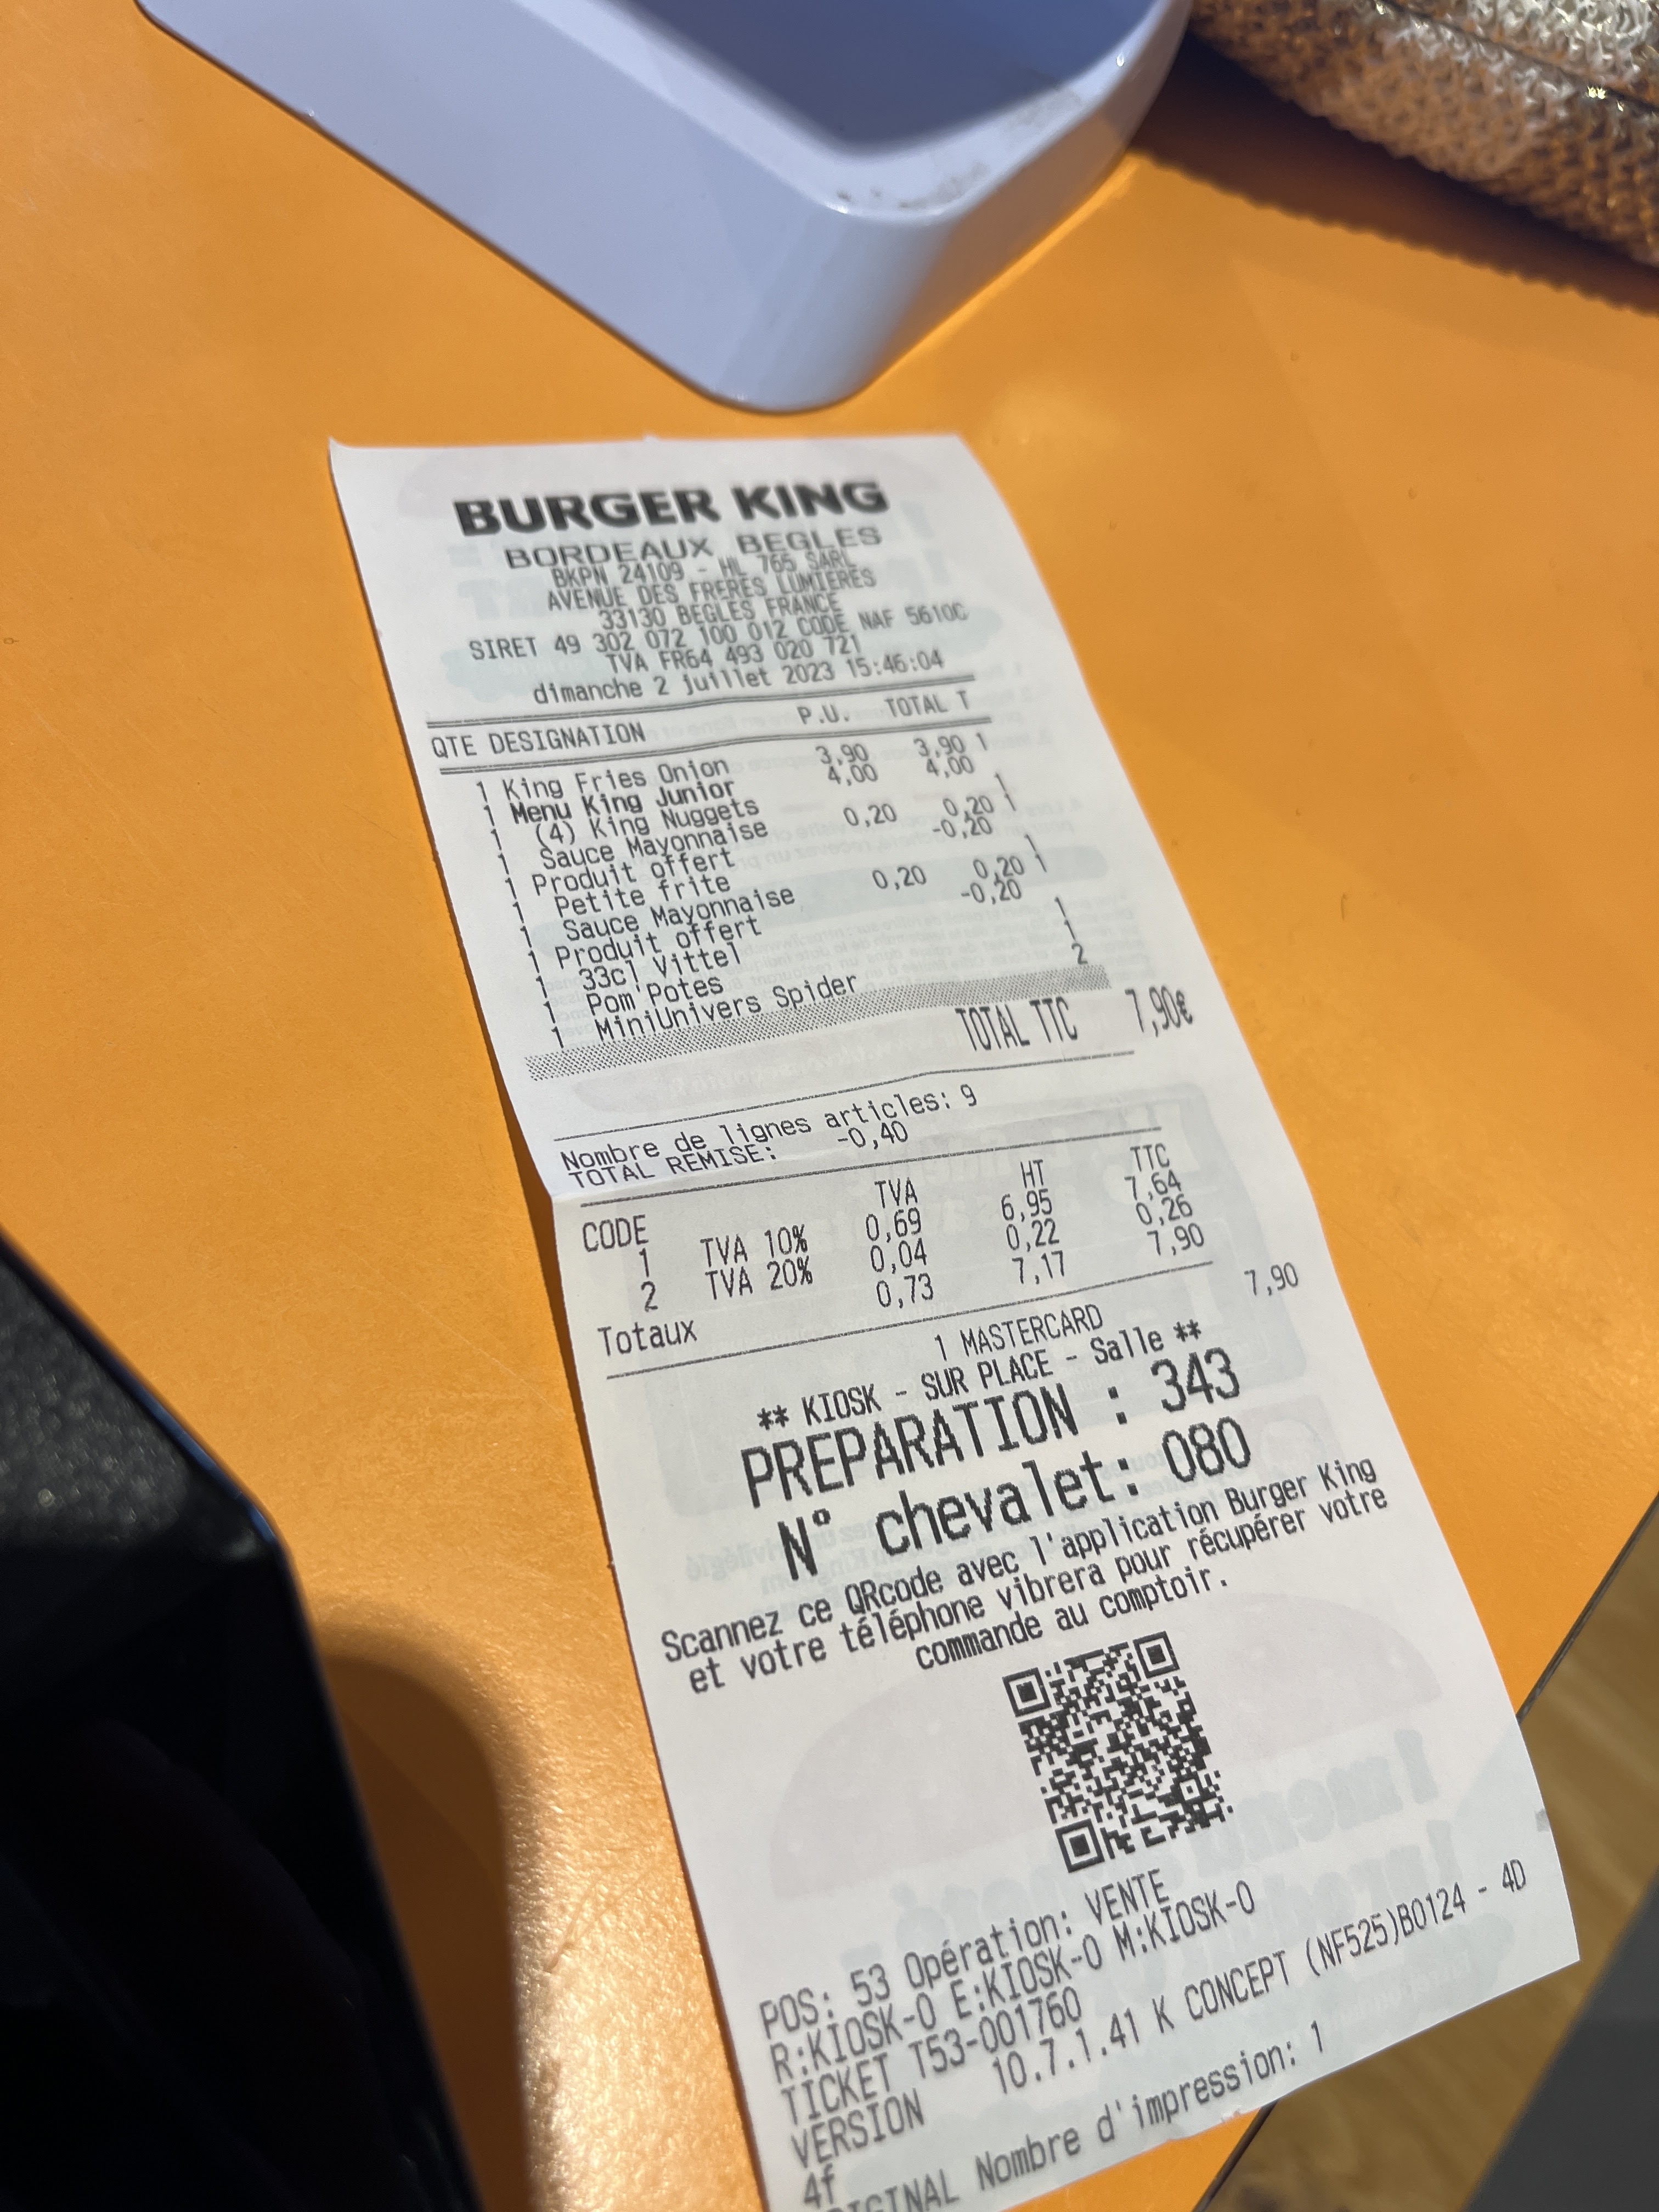 BURGER KING
BORDEAUX BEGLES
BKPN 24109 - HL 765 SARL
AVENUE DES FRERES LUMIERES
33130 BEGLES FRANCE
SIRET 49 302 072 100 012 CODE NAF 5610C
TVA FR64 493 020 721
dimanche 2 juillet 2023 15:46:04
QTE DESIGNATION P.U. TOTAL T
1 King Fries Onion 3,90 3,90 1
1 Menu King Junior 4,00 4,00
1 (4) King Nuggets 1
1 Sauce Mayonnaise 0,20 0,20 1
1 Produit offert -0,20
1 Petite frite 1
1 Sauce Mayonnaise 0,20 0,20 1
1 Produit offert -0,20
1 33cl Vittel 1
1 Pom'Potes 1
1 MiniUnivers Spider 2
TOTAL TTC 7,90€
Nombre de lignes articles: 9
TOTAL REMISE: -0,40
CODE TVA HT TTC
1 TVA 10% 0,69 6,95 7,64
2 TVA 20% 0,04 0,22 0,26
Totaux 0,73 7,17 7,90
1 MASTERCARD 7,90
** KIOSK - SUR PLACE - Salle **
PREPARATION : 343
N° chevalet: 080
Scannez ce QRcode avec l'application Burger King
et votre téléphone vibrera pour récupérer votre
commande au comptoir.
POS: 53 Opération: VENTE
R:KIOSK-0 E:KIOSK-0 M:KIOSK-0
TICKET T53-001760
VERSION 10.7.1.41 K CONCEPT (NF525)B0124 - 4D
4f
Nombre d'impression: 1